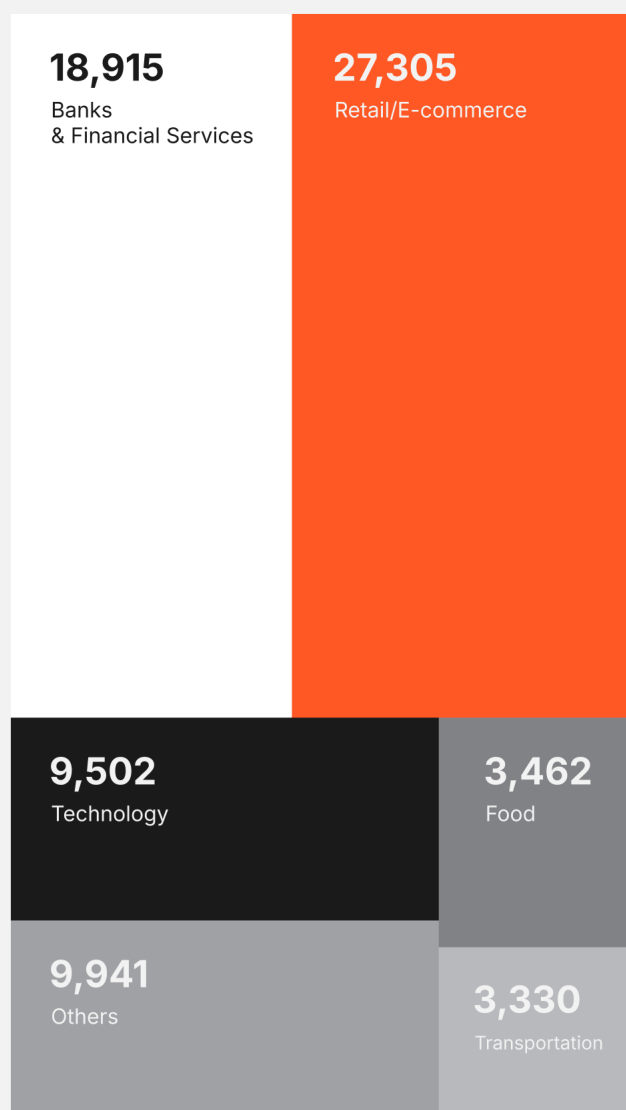 18,915
Banks
& Financial Services
27,305
Retail/E-commerce
9,502
Technology
3,462
Food
9,941
Others
3,330
Transportation